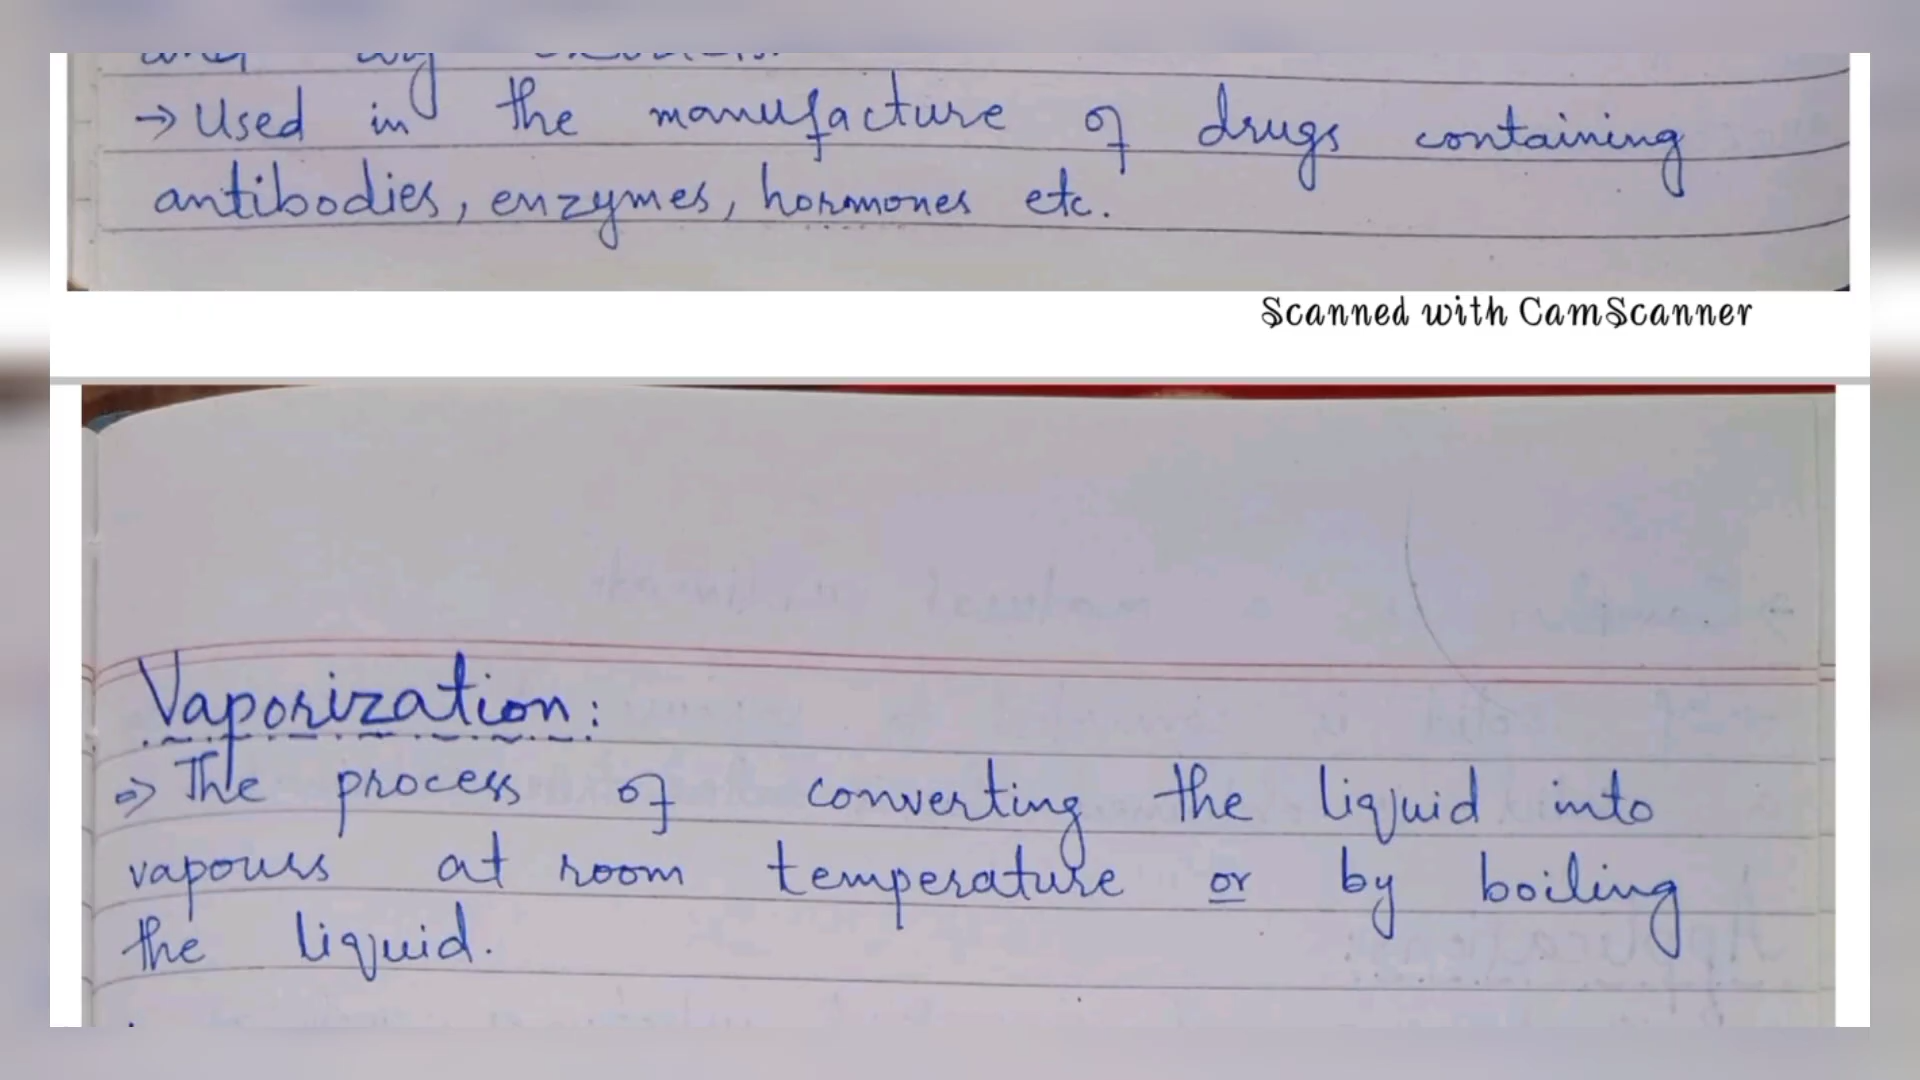 → Used in the manufacture of drugs containing
antibodies, enzymes, hormones etc.
Scanned with CamScanner
Vaporization:
⇒ The process of converting the liquid into
vapours at room temperature or by boiling
the liquid.